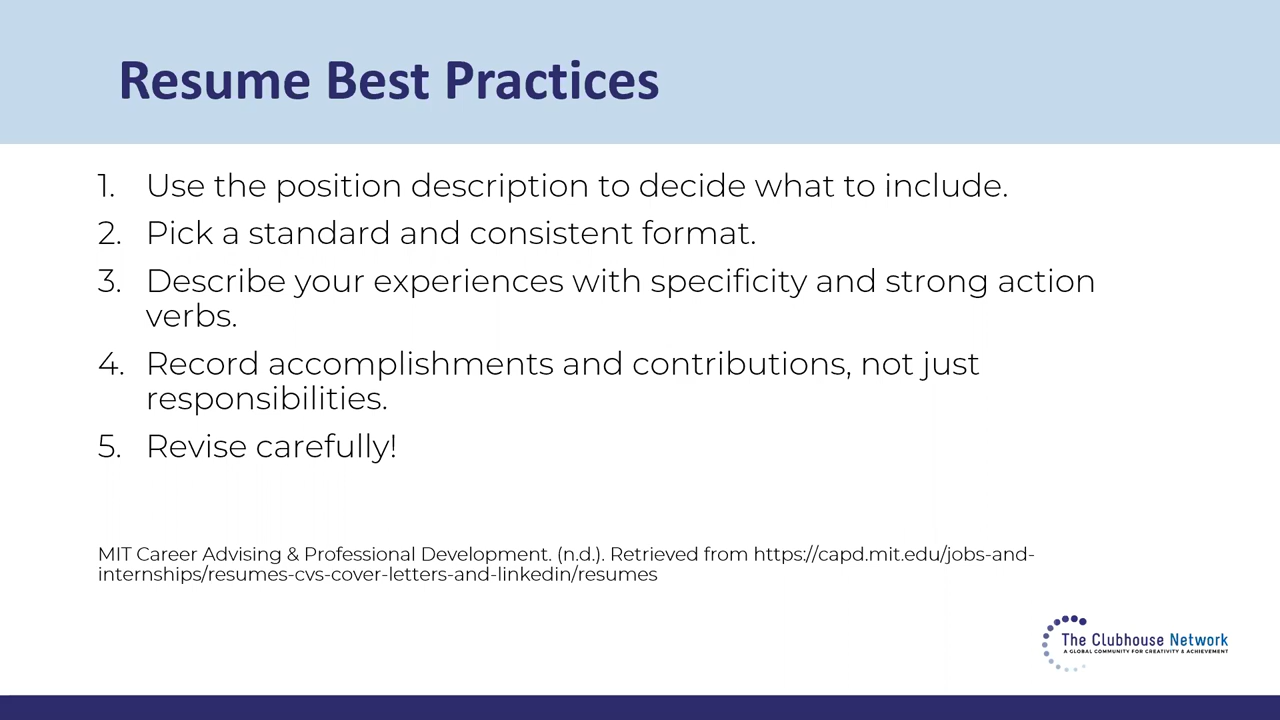 Resume Best Practices
1. Use the position description to decide what to include.
2. Pick a standard and consistent format.
3. Describe your experiences with specificity and strong action
verbs.
4. Record accomplishments and contributions, not just
responsibilities.
5. Revise carefully!
MIT Career Advising & Professional Development. (n.d.). Retrieved from https://capd.mit.edu/jobs-and-
internships/resumes-cvs-cover-letters-and-linkedin/resumes
The Clubhouse Network
A GLOBAL COMMUNITY FOR CREATIVITY & ACHIEVEMENT